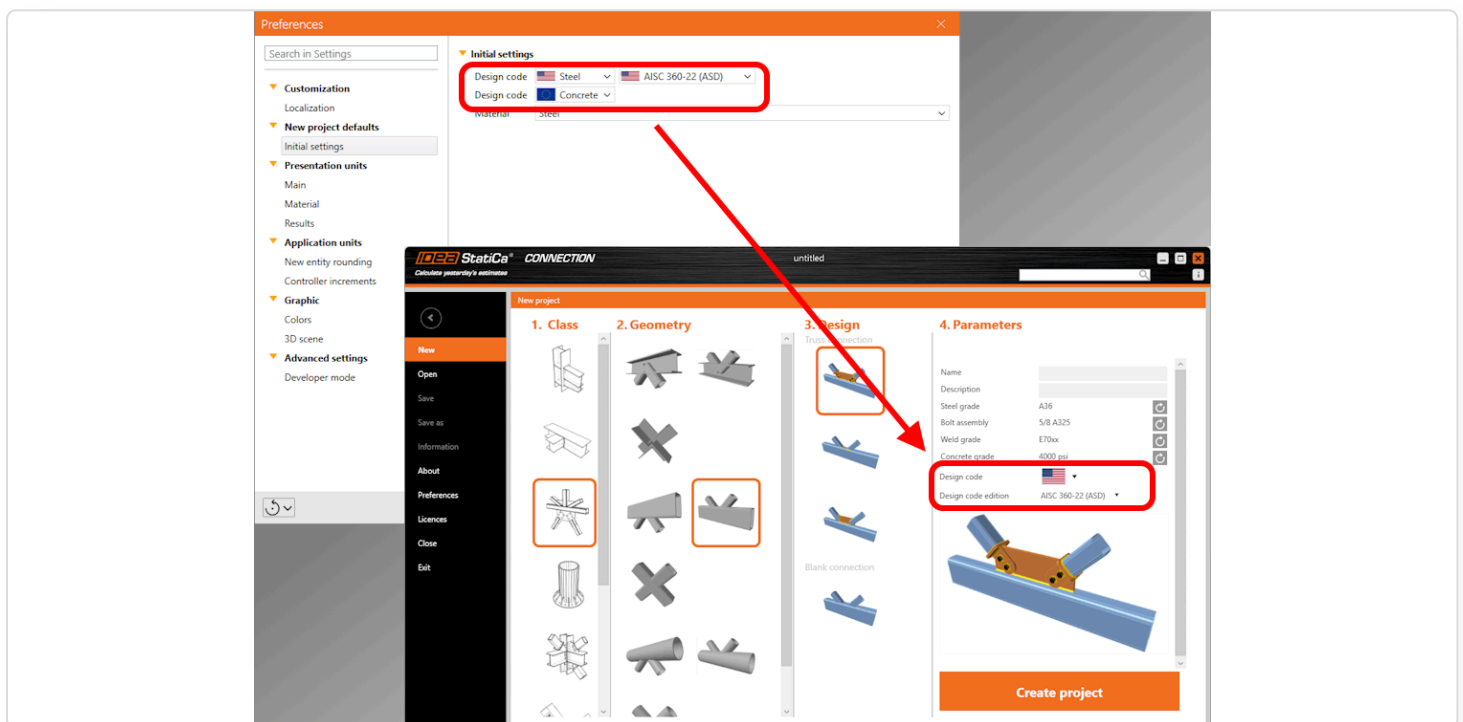 Preferences
Search in Settings
Customization
Localization
New project defaults
Initial settings
Presentation units
Main
Material
Results
Application units
New entity rounding
Controller increments
Graphic
Colors
3D scene
Advanced settings
Developer mode
Initial settings
Design code Steel AISC 360-22 (ASD)
Design code Concrete
Material Steel
IDEA StatiCa® CONNECTION
Calculate yesterday's estimates
untitled
New
Open
Save
Save as
Information
About
Preferences
Licences
Close
Exit
New project
1. Class
2. Geometry
3. Design
Truss connection
Blank connection
4. Parameters
Name
Description
Steel grade A36
Bolt assembly 5/8 A325
Weld grade E70xx
Concrete grade 4000 psi
Design code
Design code edition AISC 360-22 (ASD)
Create project